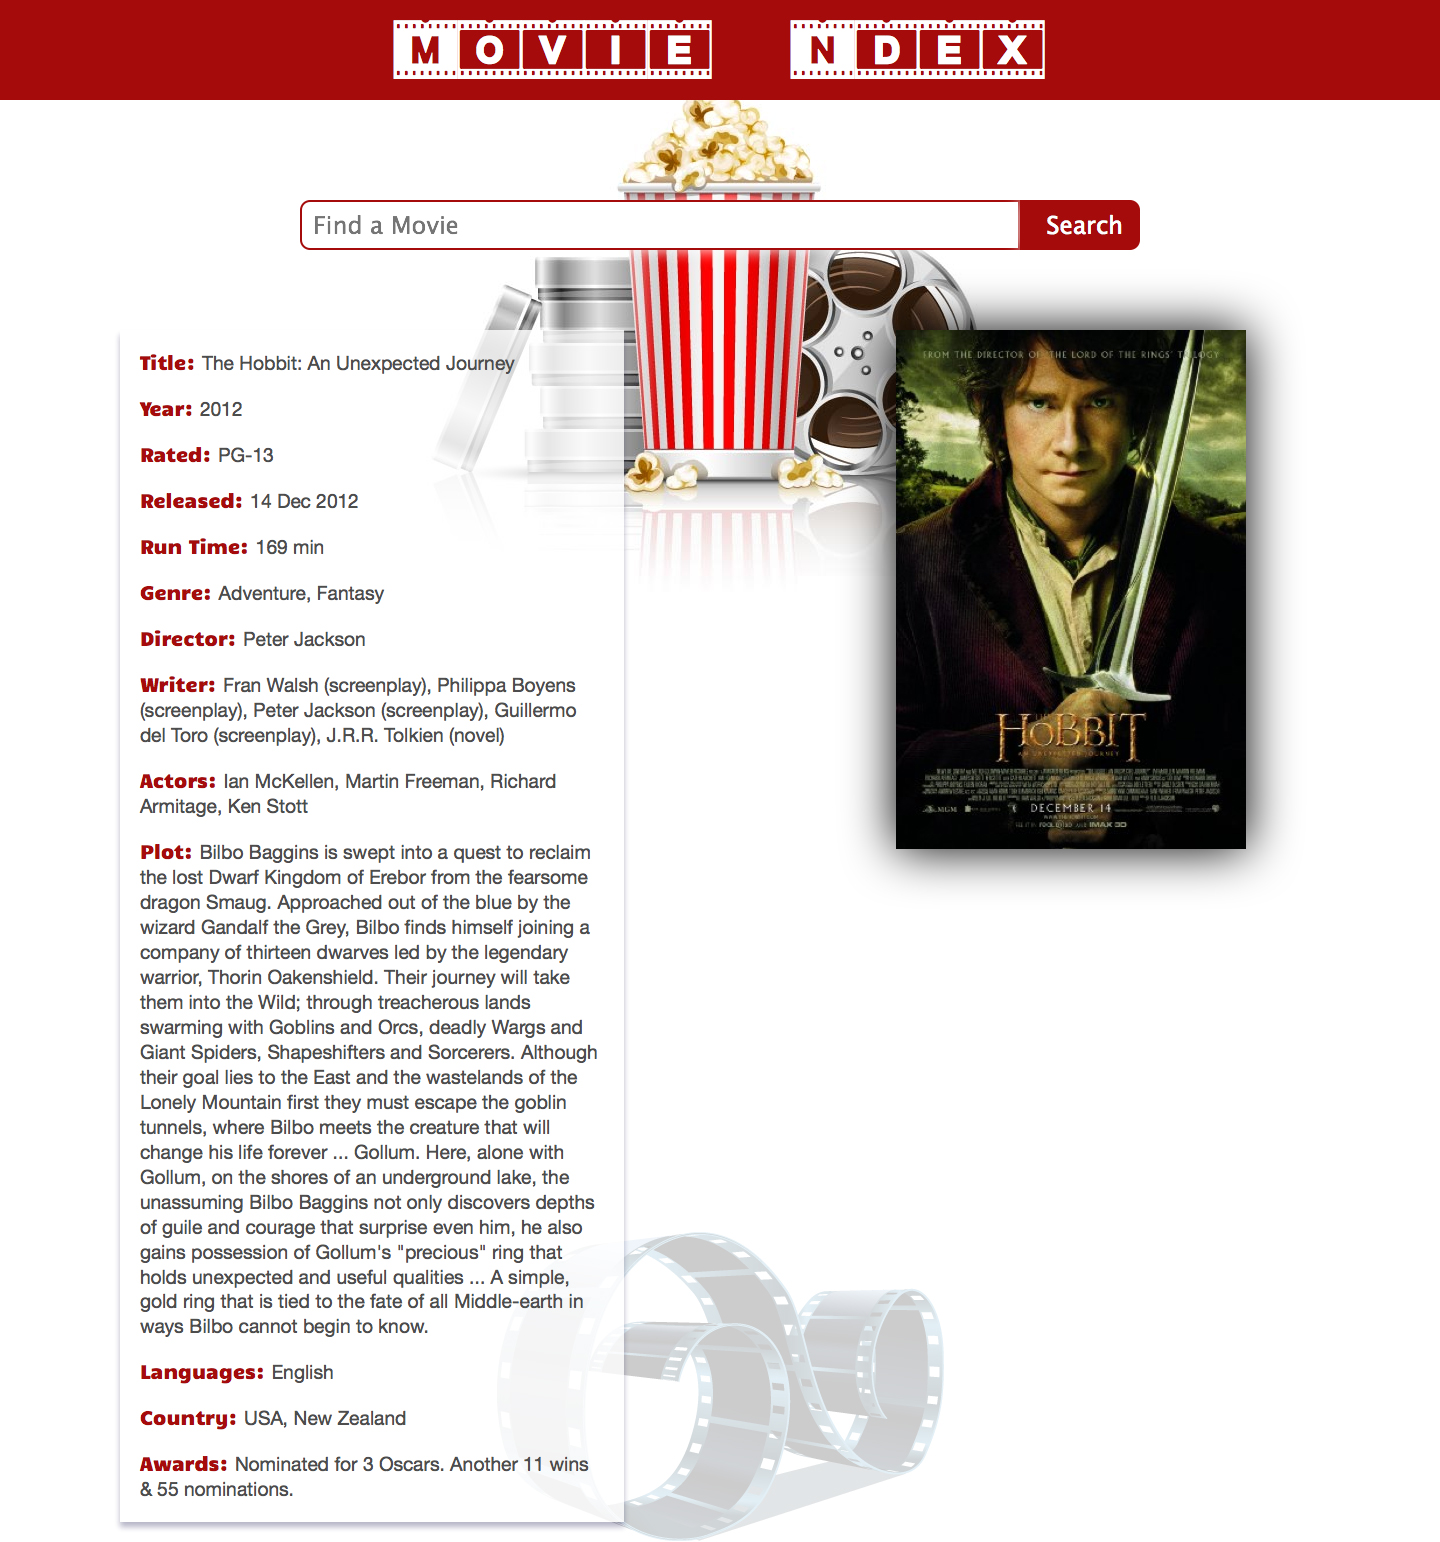 MOVIE NDEX
Find a Movie
Search
Title: The Hobbit: An Unexpected Journey
Year: 2012
Rated: PG-13
Released: 14 Dec 2012
Run Time: 169 min
Genre: Adventure, Fantasy
Director: Peter Jackson
Writer: Fran Walsh (screenplay), Philippa Boyens
(screenplay), Peter Jackson (screenplay), Guillermo
del Toro (screenplay), J.R.R. Tolkien (novel)
Actors: Ian McKellen, Martin Freeman, Richard
Armitage, Ken Stott
Plot: Bilbo Baggins is swept into a quest to reclaim
the lost Dwarf Kingdom of Erebor from the fearsome
dragon Smaug. Approached out of the blue by the
wizard Gandalf the Grey, Bilbo finds himself joining a
company of thirteen dwarves led by the legendary
warrior, Thorin Oakenshield. Their journey will take
them into the Wild; through treacherous lands
swarming with Goblins and Orcs, deadly Wargs and
Giant Spiders, Shapeshifters and Sorcerers. Although
their goal lies to the East and the wastelands of the
Lonely Mountain first they must escape the goblin
tunnels, where Bilbo meets the creature that will
change his life forever ... Gollum. Here, alone with
Gollum, on the shores of an underground lake, the
unassuming Bilbo Baggins not only discovers depths
of guile and courage that surprise even him, he also
gains possession of Gollum's "precious" ring that
holds unexpected and useful qualities ... A simple,
gold ring that is tied to the fate of all Middle-earth in
ways Bilbo cannot begin to know.
Languages: English
Country: USA, New Zealand
Awards: Nominated for 3 Oscars. Another 11 wins
& 55 nominations.
FROM THE DIRECTOR OF THE LORD OF THE RINGS TRILOGY
THE
HOBBIT
AN UNEXPECTED JOURNEY
MGM
DECEMBER 14
IMAX 3D